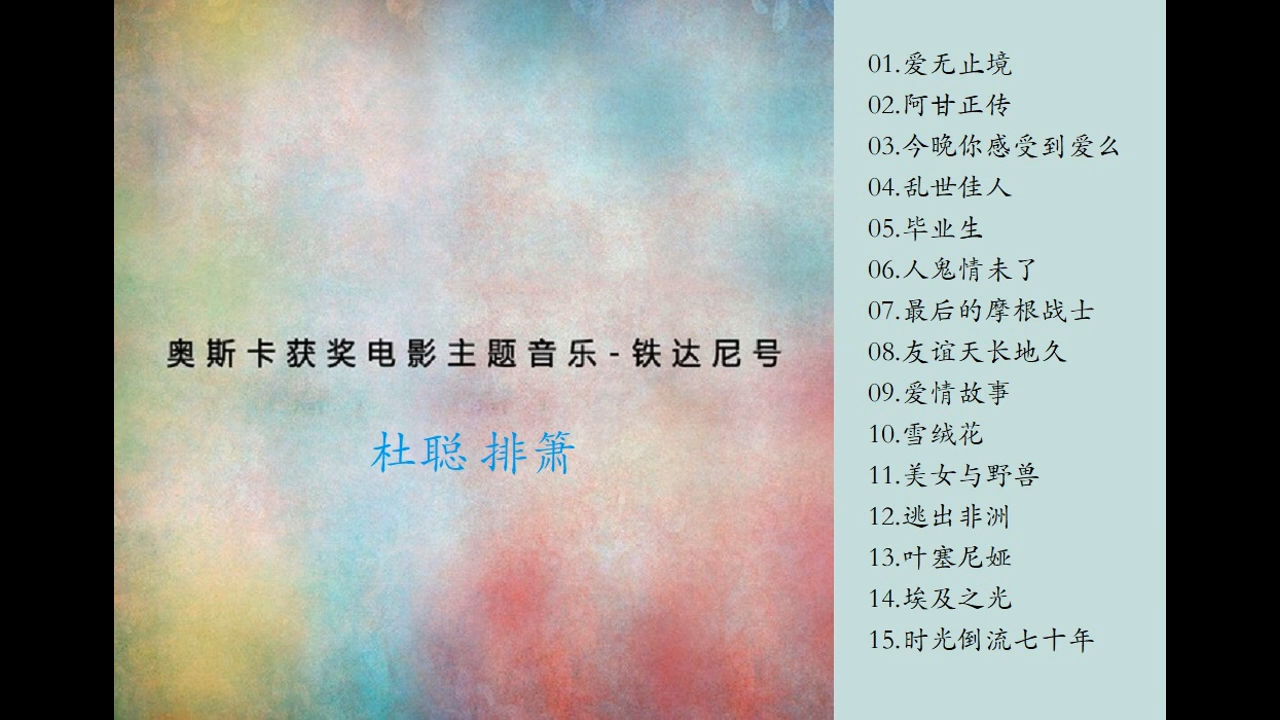 奥斯卡获奖电影主题音乐-铁达尼号
杜聪 排箫
01.爱无止境
02.阿甘正传
03.今晚你感受到爱么
04.乱世佳人
05.毕业生
06.人鬼情未了
07.最后的摩根战士
08.友谊天长地久
09.爱情故事
10.雪绒花
11.美女与野兽
12.逃出非洲
13.叶塞尼娅
14.埃及之光
15.时光倒流七十年